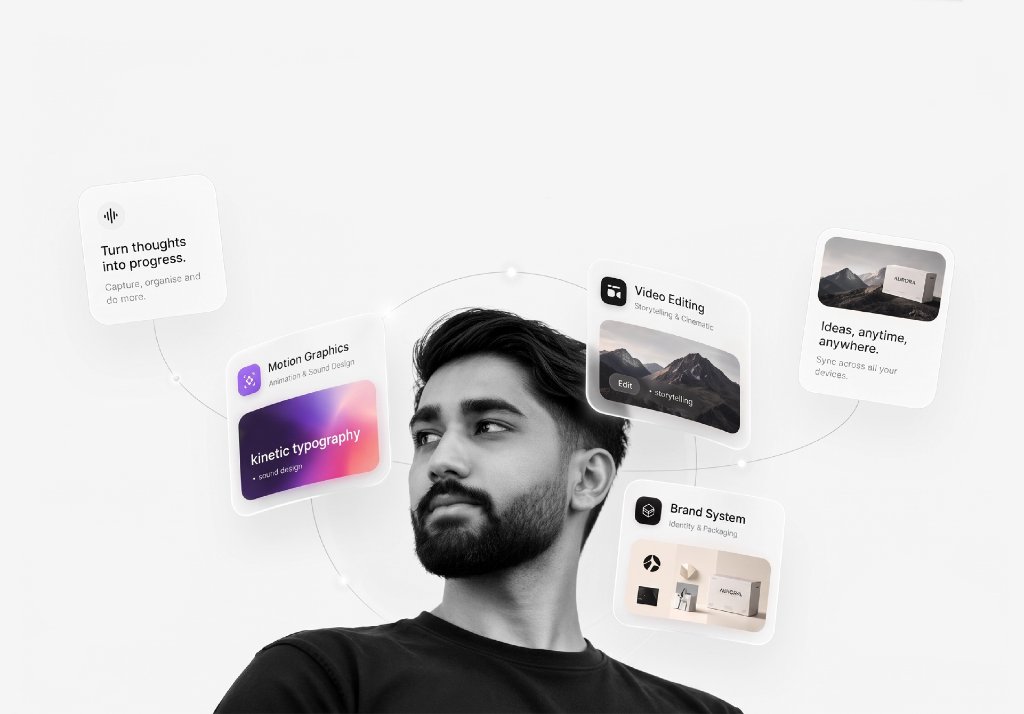 Turn thoughts
into progress.
Capture, organise and
do more.
Motion Graphics
Animation & Sound Design
kinetic typography
• sound design
Video Editing
Storytelling & Cinematic
Edit
• storytelling
AURORA
Ideas, anytime,
anywhere.
Sync across all your
devices.
Brand System
Identity & Packaging
AURORA